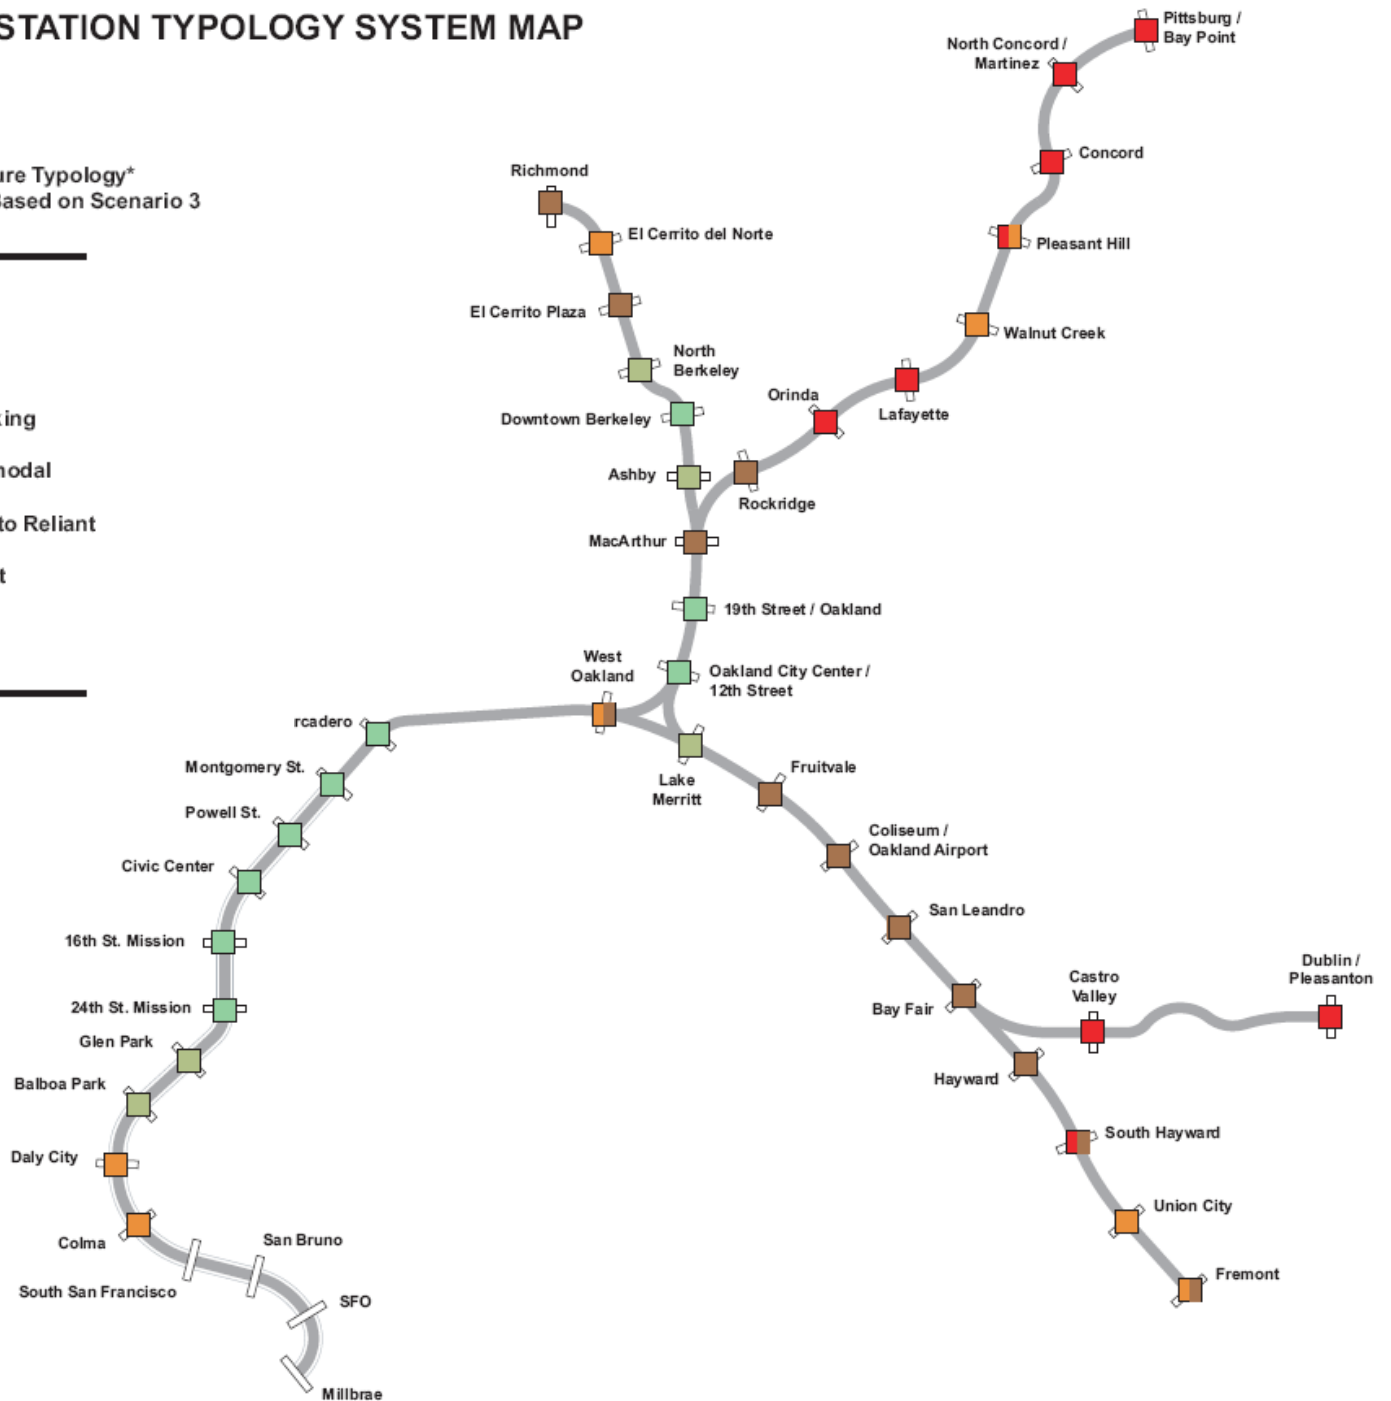 STATION TYPOLOGY SYSTEM MAP
ure Typology*
Based on Scenario 3
king
nodal
to Reliant
t
Pittsburg /
Bay Point
North Concord /
Martinez
Concord
Pleasant Hill
Walnut Creek
Lafayette
Orinda
Rockridge
Richmond
El Cerrito del Norte
El Cerrito Plaza
North
Berkeley
Downtown Berkeley
Ashby
MacArthur
19th Street / Oakland
Oakland City Center /
12th Street
West
Oakland
Lake
Merritt
Fruitvale
Coliseum /
Oakland Airport
San Leandro
Bay Fair
Castro
Valley
Dublin /
Pleasanton
Hayward
South Hayward
Union City
Fremont
rcadero
Montgomery St.
Powell St.
Civic Center
16th St. Mission
24th St. Mission
Glen Park
Balboa Park
Daly City
Colma
South San Francisco
San Bruno
SFO
Millbrae